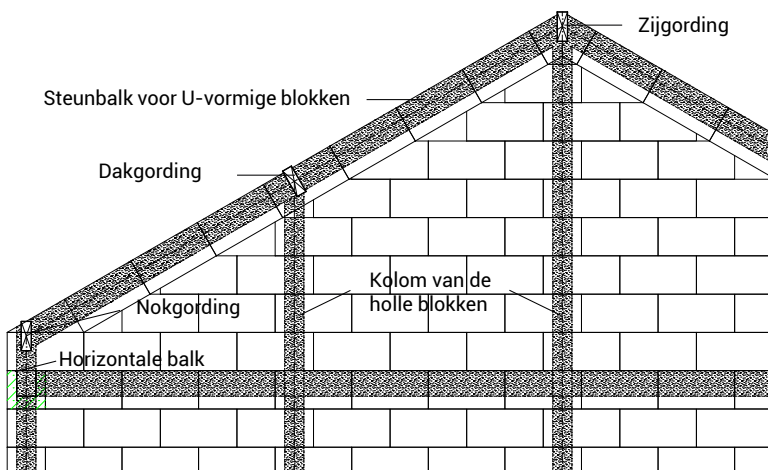 Zijgording
Steunbalk voor U-vormige blokken
Dakgording
Kolom van de
holle blokken
Nokgording
Horizontale balk